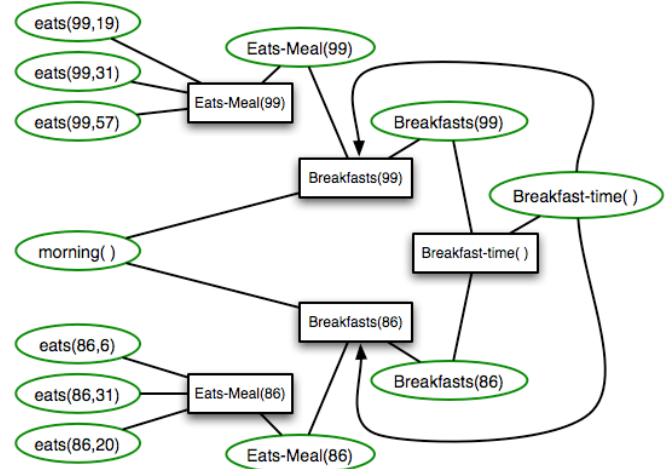 eats(99,19)
Eats-Meal(99)
eats(99,31)
Eats-Meal(99)
eats(99,57)
Breakfasts(99)
Breakfasts(99)
Breakfast-time( )
morning( )
Breakfast-time( )
Breakfasts(86)
eats(86,6)
Breakfasts(86)
eats(86,31)
Eats-Meal(86)
eats(86,20)
Eats-Meal(86)